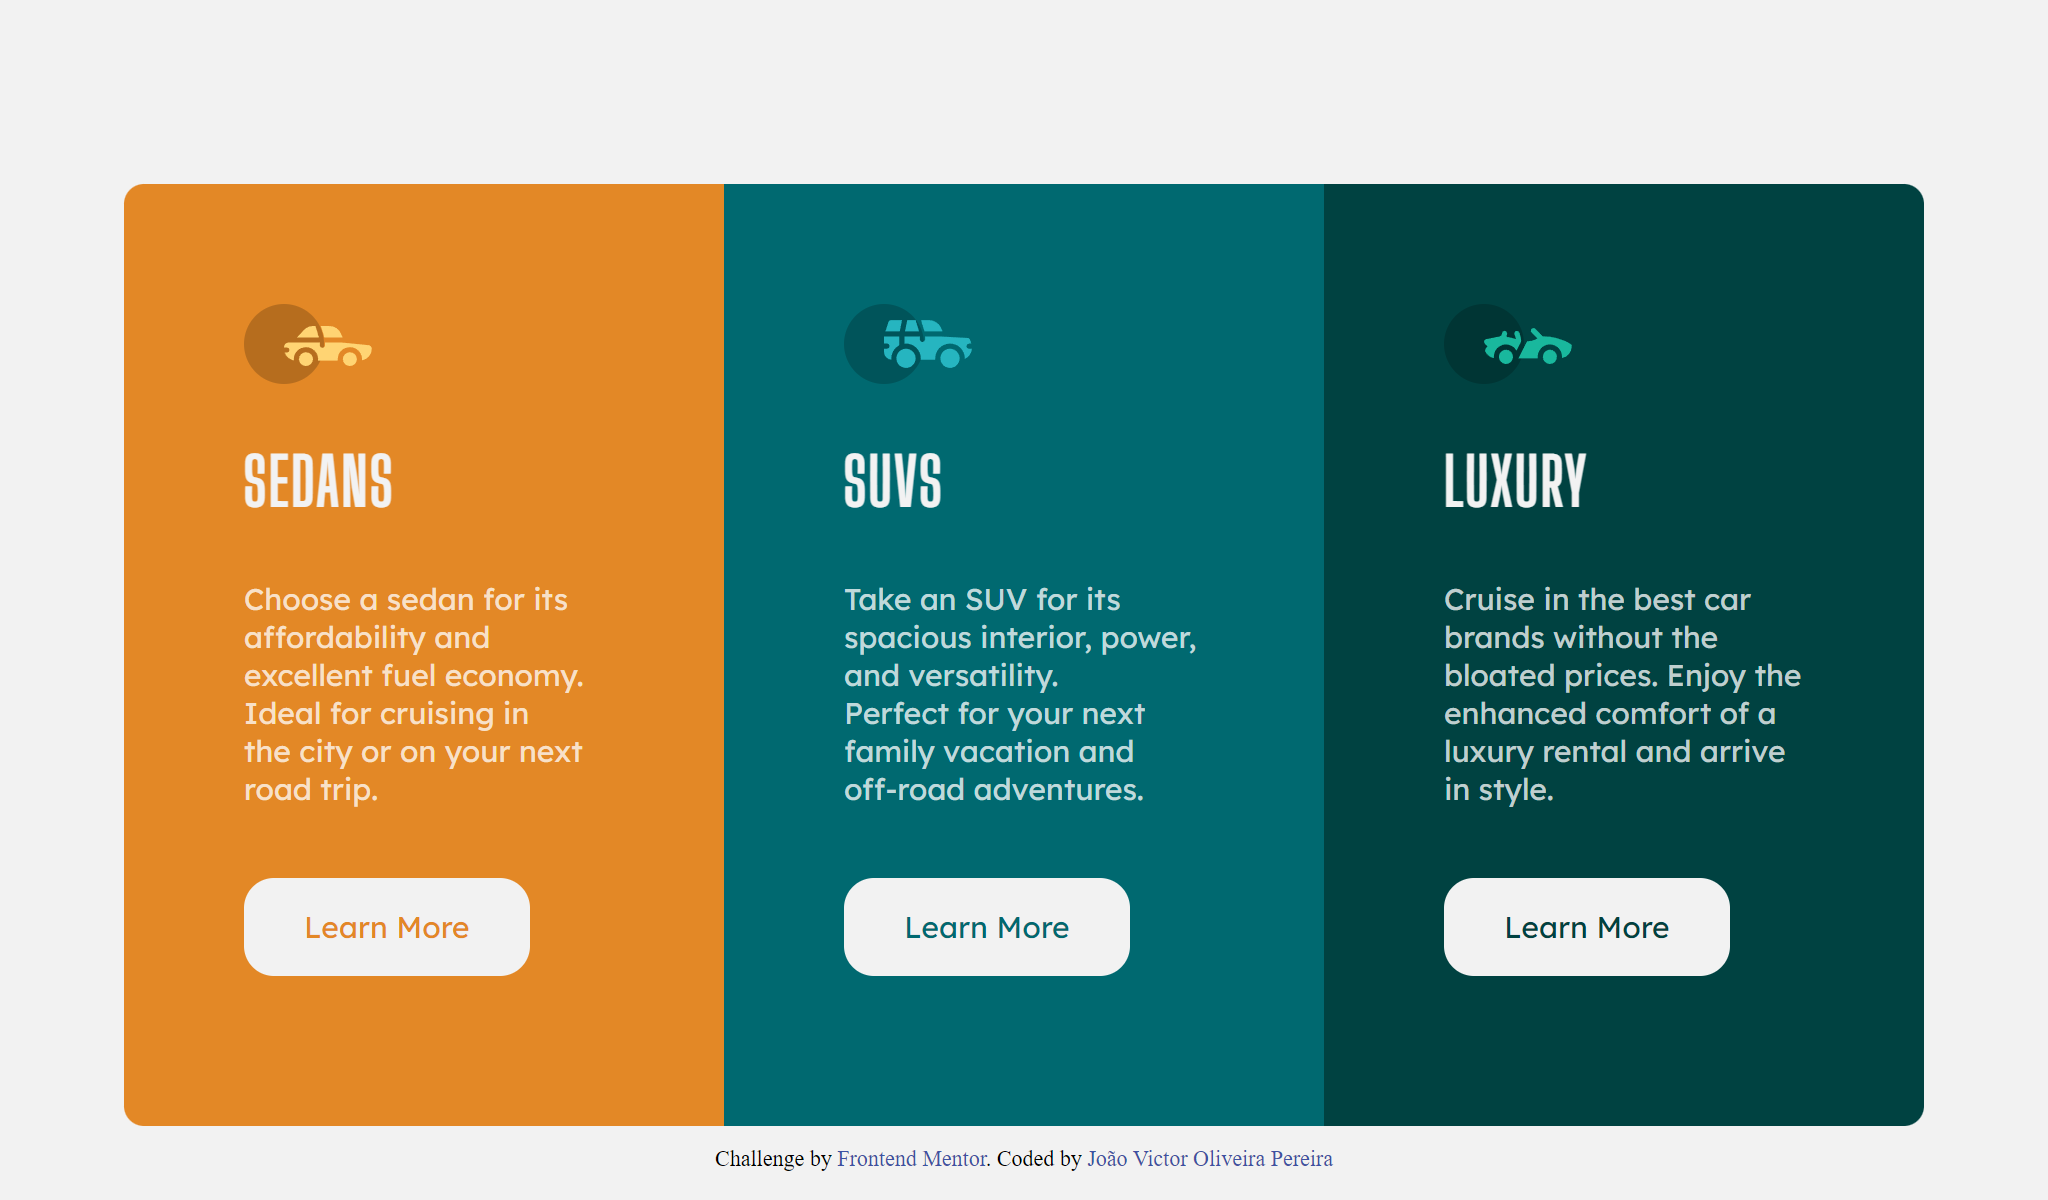 SEDANS
Choose a sedan for its
affordability and
excellent fuel economy.
Ideal for cruising in
the city or on your next
road trip.
Learn More
SUVS
Take an SUV for its
spacious interior, power,
and versatility.
Perfect for your next
family vacation and
off-road adventures.
Learn More
LUXURY
Cruise in the best car
brands without the
bloated prices. Enjoy the
enhanced comfort of a
luxury rental and arrive
in style.
Learn More
Challenge by Frontend Mentor. Coded by João Victor Oliveira Pereira